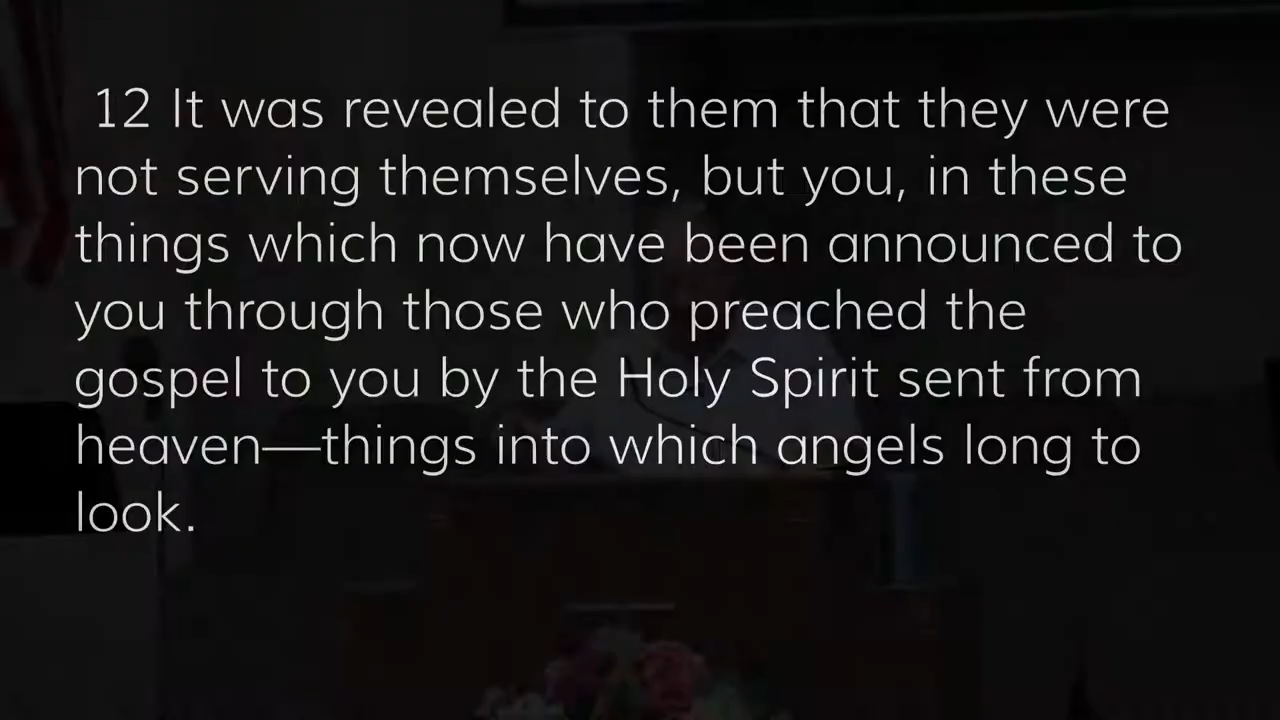 12 It was revealed to them that they were
not serving themselves, but you, in these
things which now have been announced to
you through those who preached the
gospel to you by the Holy Spirit sent from
heaven—things into which angels long to
look.